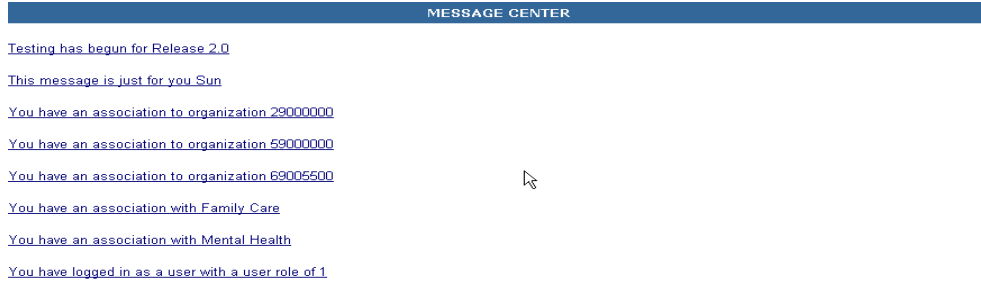 MESSAGE CENTER
Testing has begun for Release 2.0
This message is just for you Sun
You have an association to organization 29000000
You have an association to organization 59000000
You have an association to organization 69005500
You have an association with Family Care
You have an association with Mental Health
You have logged in as a user with a user role of 1